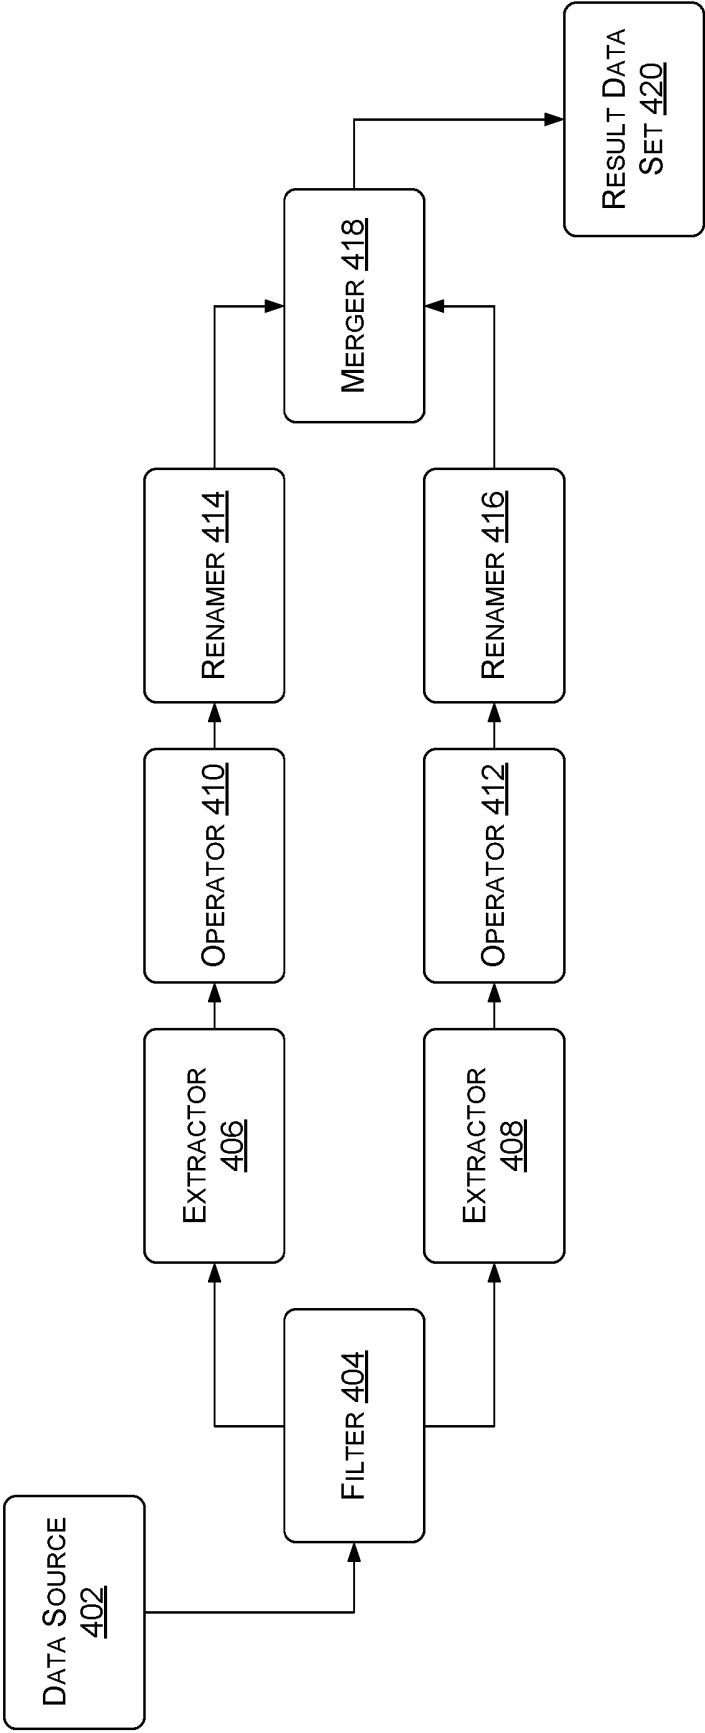 DATA SOURCE
402
FILTER 404
EXTRACTOR
406
OPERATOR 410
RENAMER 414
EXTRACTOR
408
OPERATOR 412
RENAMER 416
MERGER 418
RESULT DATA
SET 420